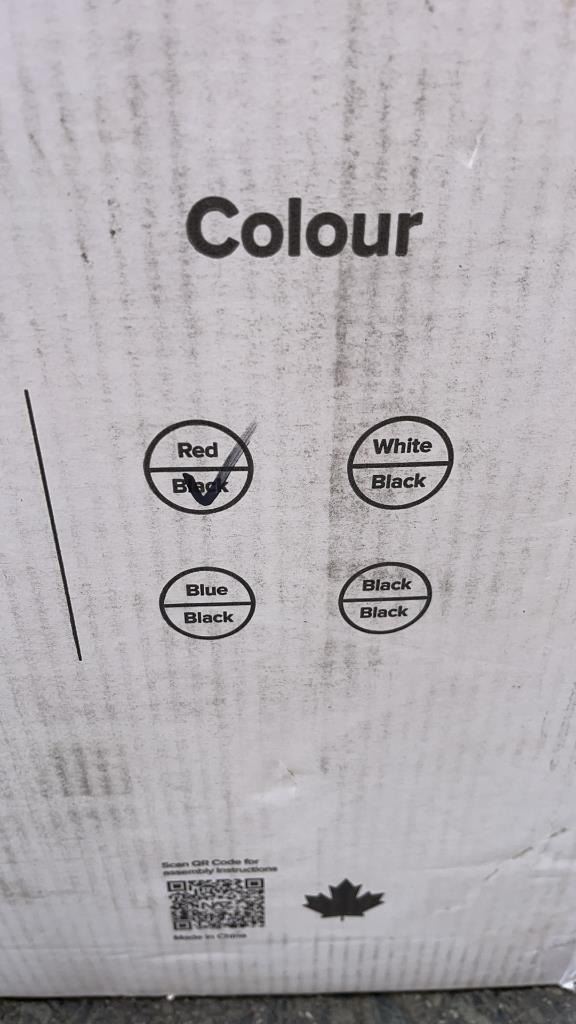 Colour
Red
Black
White
Black
Blue
Black
Black
Black
Scan QR Code for
assembly instructions
Made in China